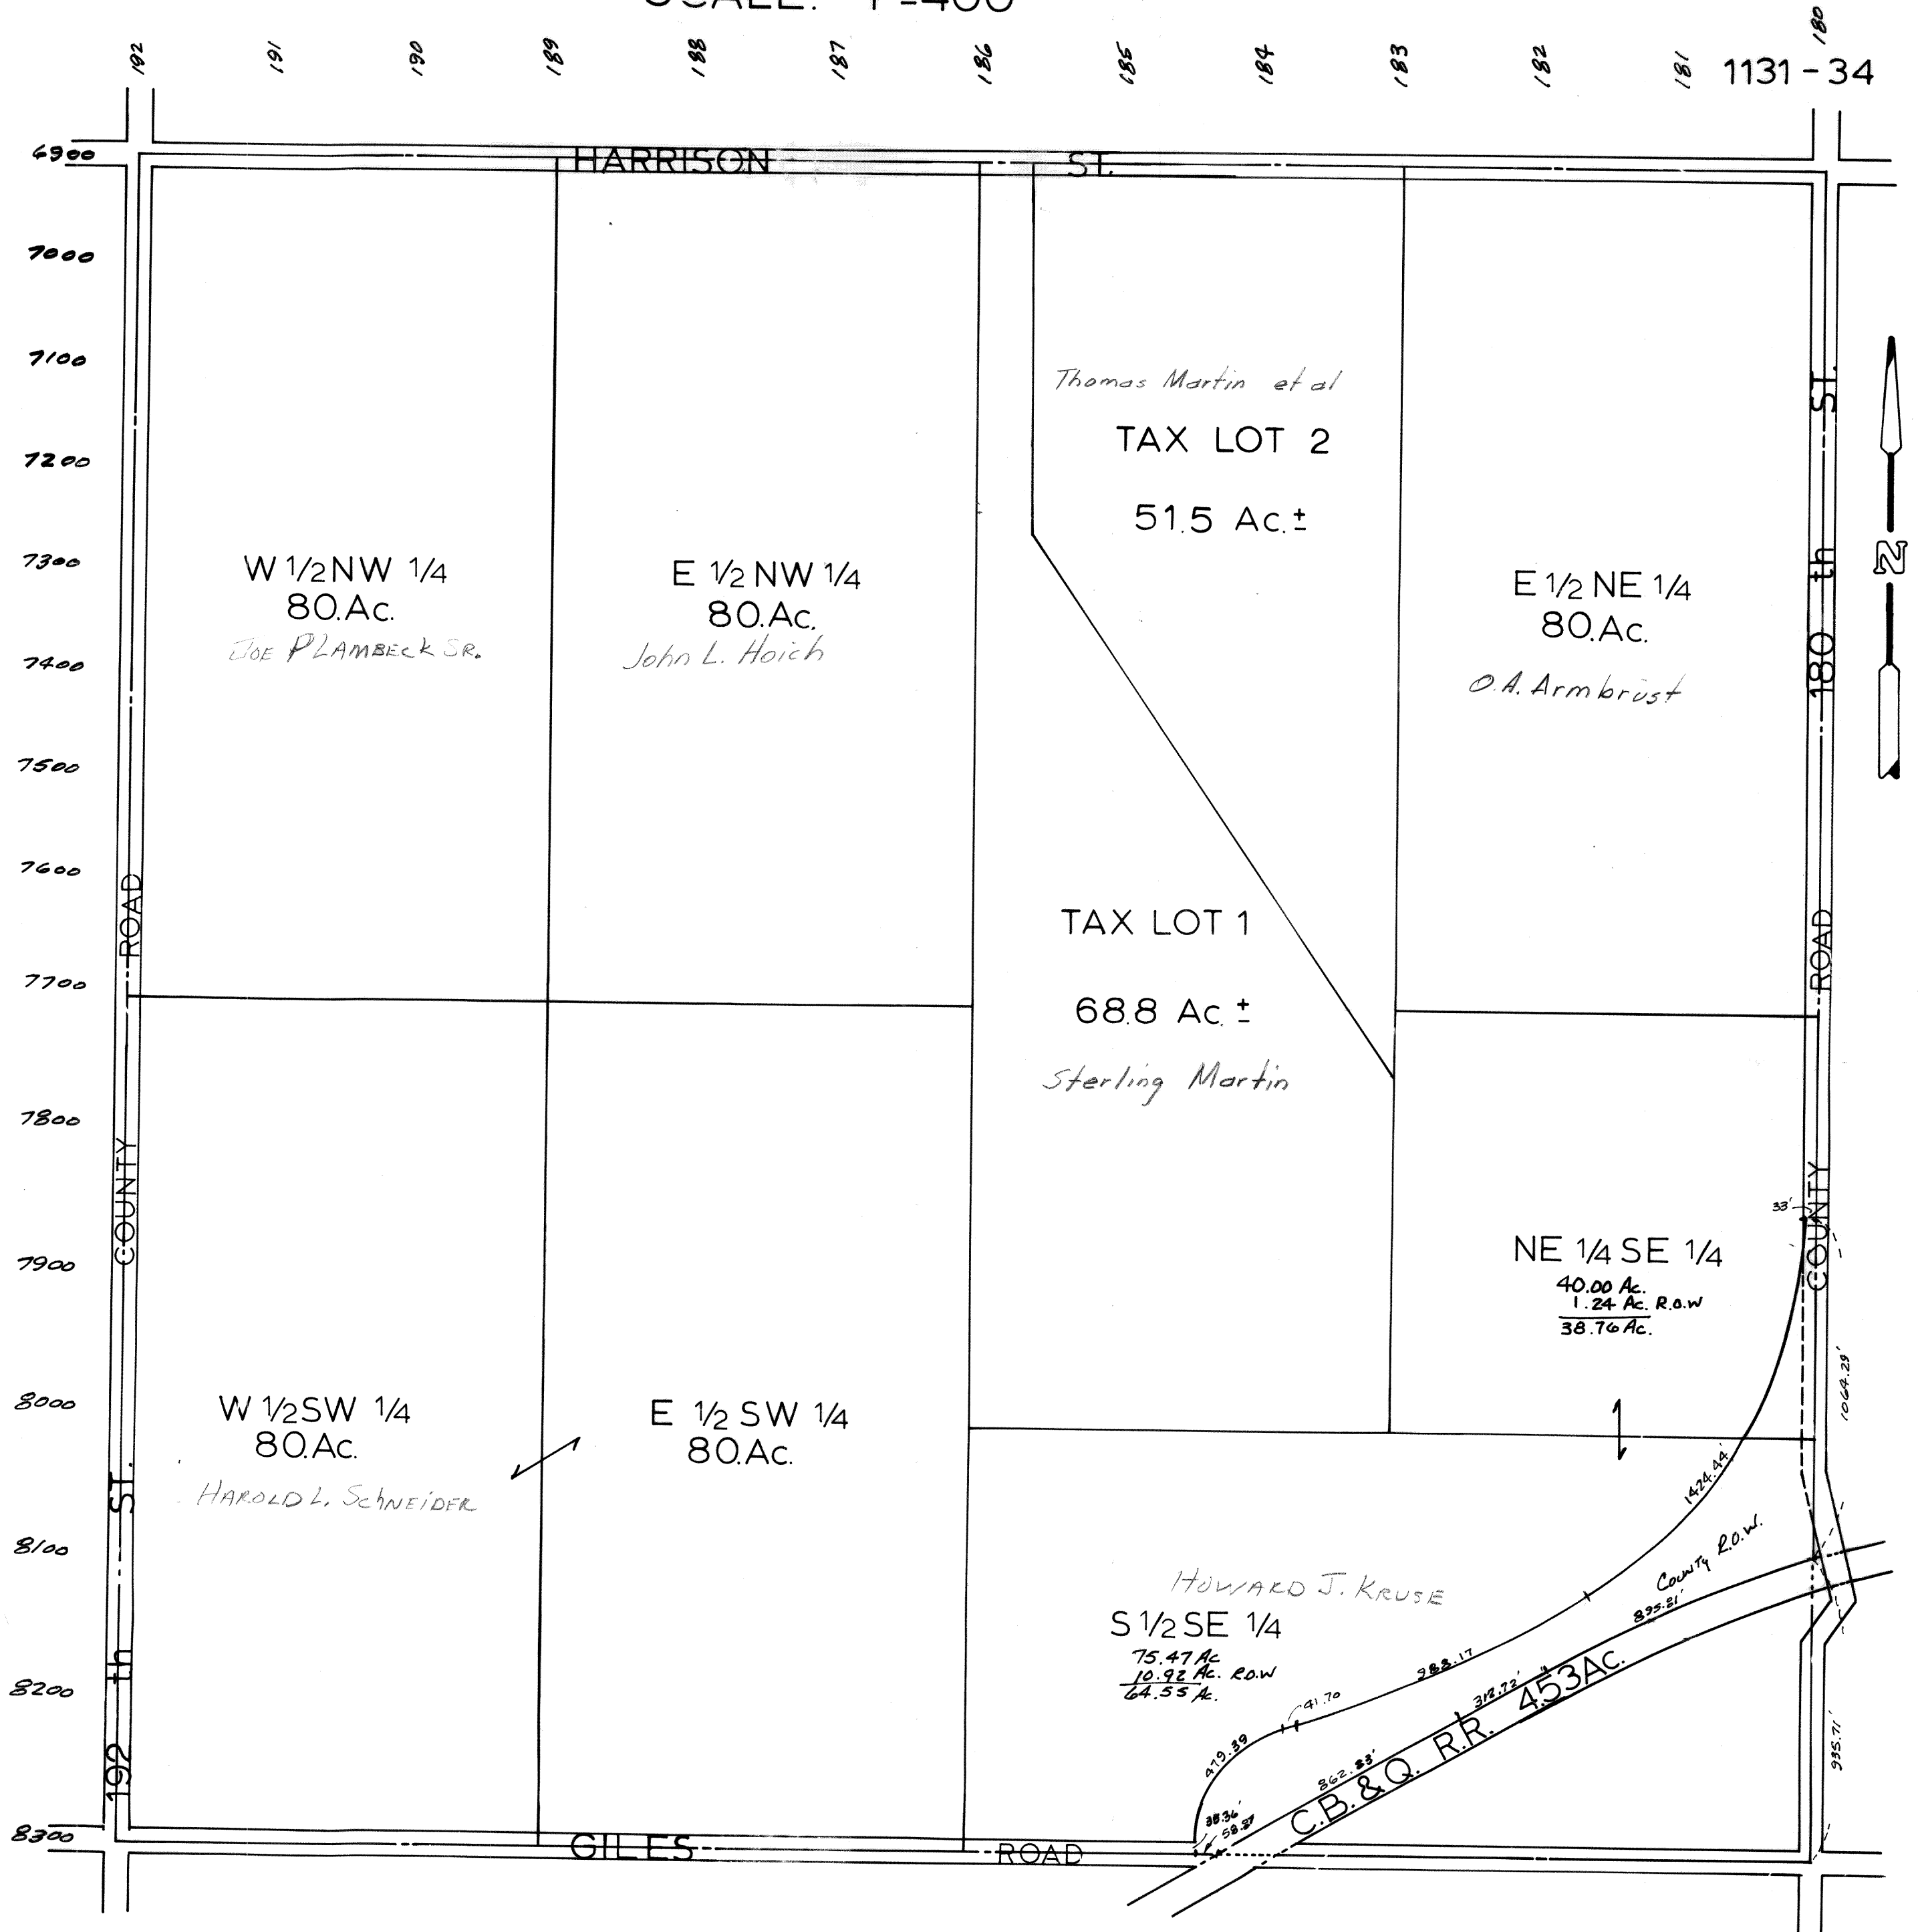 SCALE: 1"=400'
192 191 190 189 188 187 186 185 184 183 182 181 180
1131-34
6900
HARRISON ST.
7000
7100
7200
7300
7400
7500
7600
7700
7800
7900
8000
8100
8200
8300
Thomas Martin et al
TAX LOT 2
51.5 Ac.±
W 1/2 NW 1/4
80.Ac.
JOE PLAMBECK SR.
E 1/2 NW 1/4
80.Ac.
John L. Hoich
E 1/2 NE 1/4
80.Ac.
O.A. Armbrust
180 th ST.
N
COUNTY ROAD
COUNTY ROAD
TAX LOT 1
68.8 Ac.±
Sterling Martin
33'
NE 1/4 SE 1/4
40.00 Ac.
1.24 Ac. R.O.W
38.76 Ac.
1064.29'
W 1/2 SW 1/4
80.Ac.
HAROLD L. SCHNEIDER
E 1/2 SW 1/4
80.Ac.
1424.44'
HOWARD J. KRUSE
S 1/2 SE 1/4
75.47 Ac
10.92 Ac. R.O.W
64.55 Ac.
County R.O.W.
895.21'
988.17
318.72'
41.70
479.39
862.83'
C.B. & Q. R.R. 4.53Ac.
935.71'
38.36'
58.87
192 th ST.
GILES ROAD